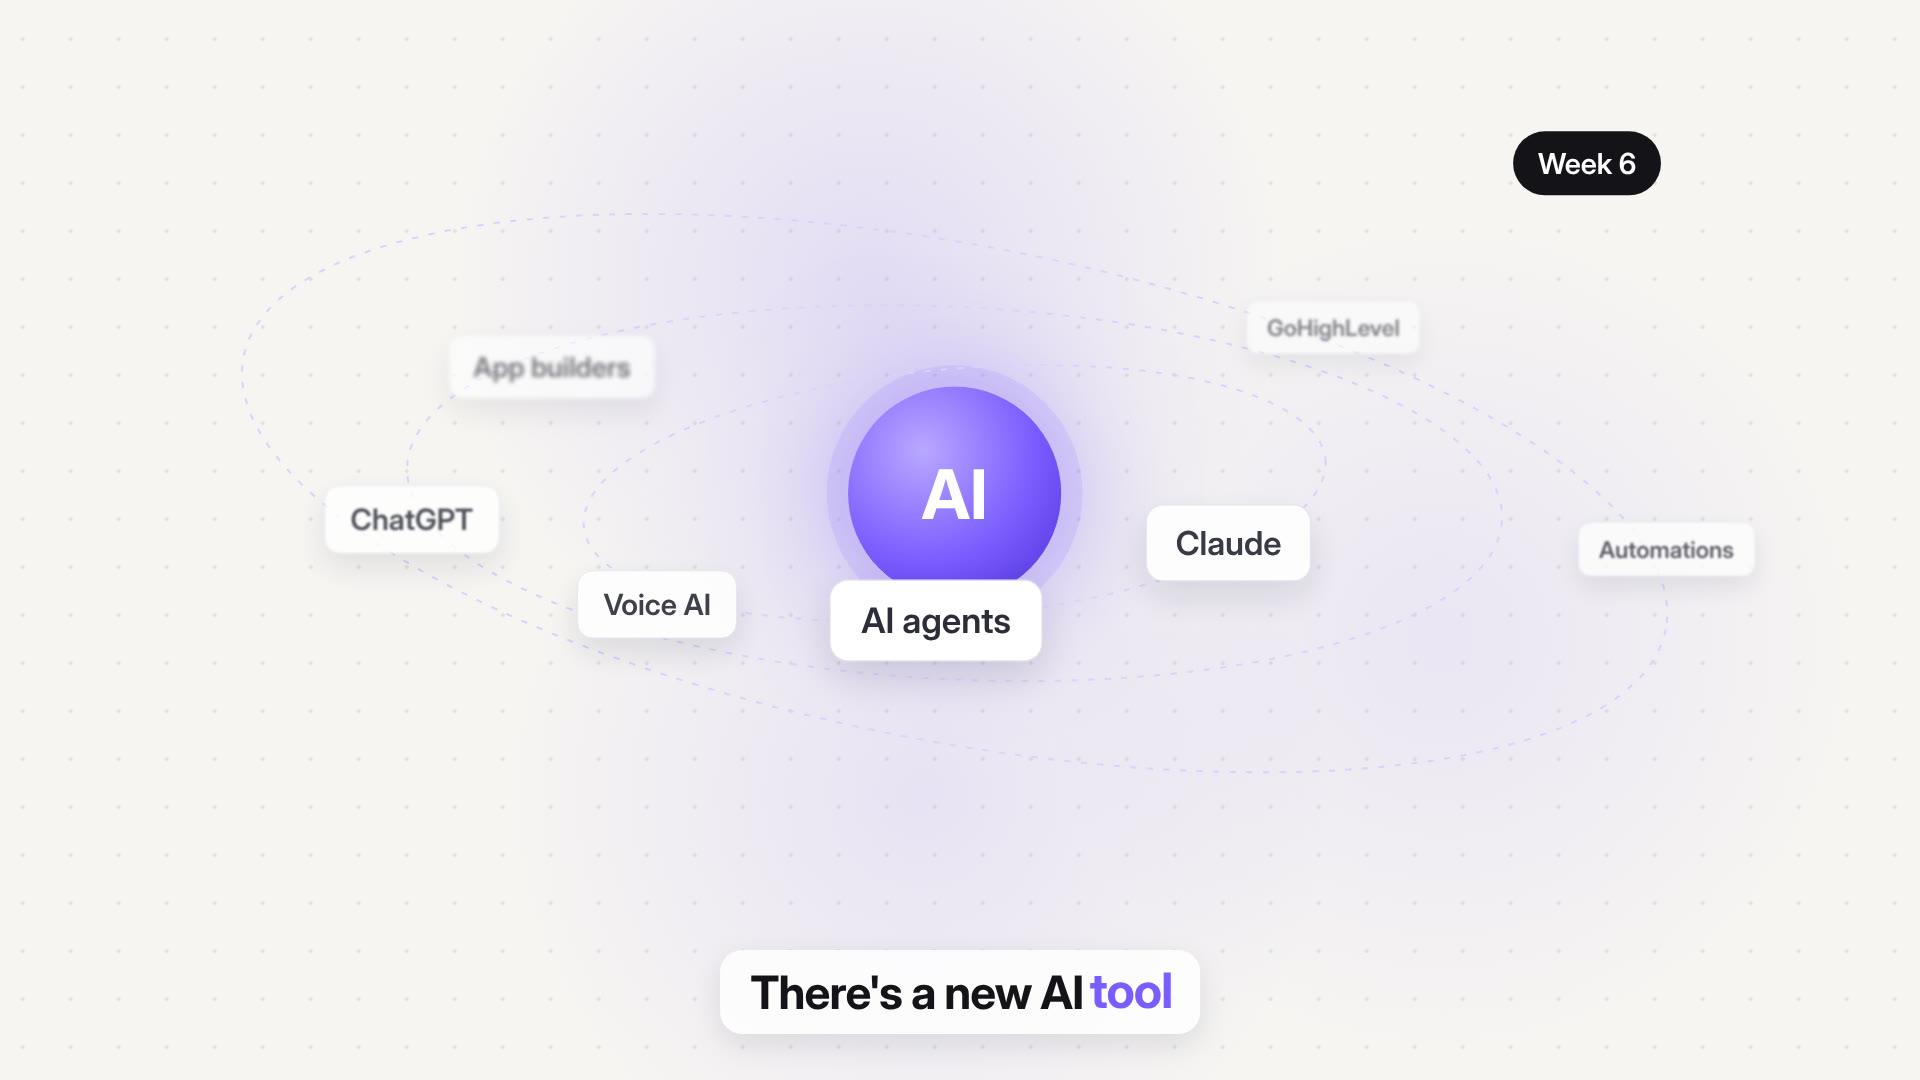 Week 6
GoHighLevel
App builders
AI
ChatGPT
Claude
Automations
Voice AI
AI agents
There's a new AI tool